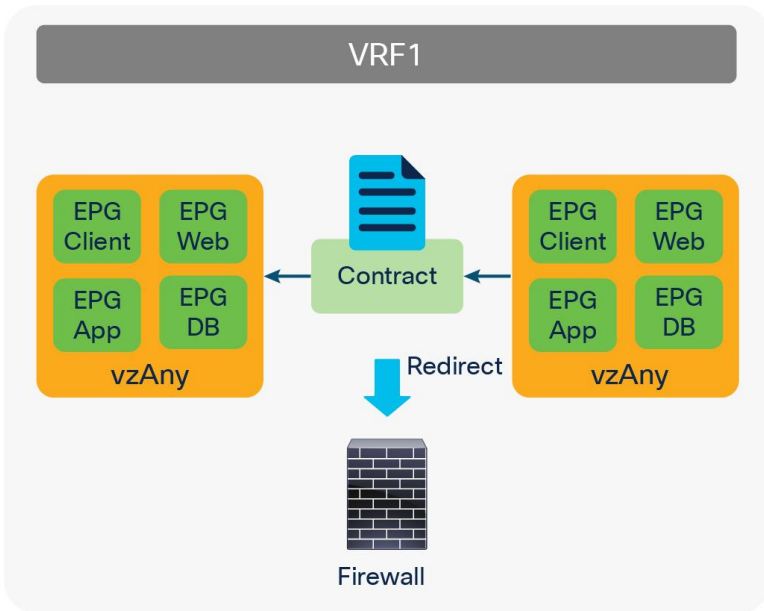 VRF1
EPG
Client
EPG
Web
EPG
App
EPG
DB
vzAny
Contract
EPG
Client
EPG
Web
EPG
App
EPG
DB
vzAny
Redirect
Firewall